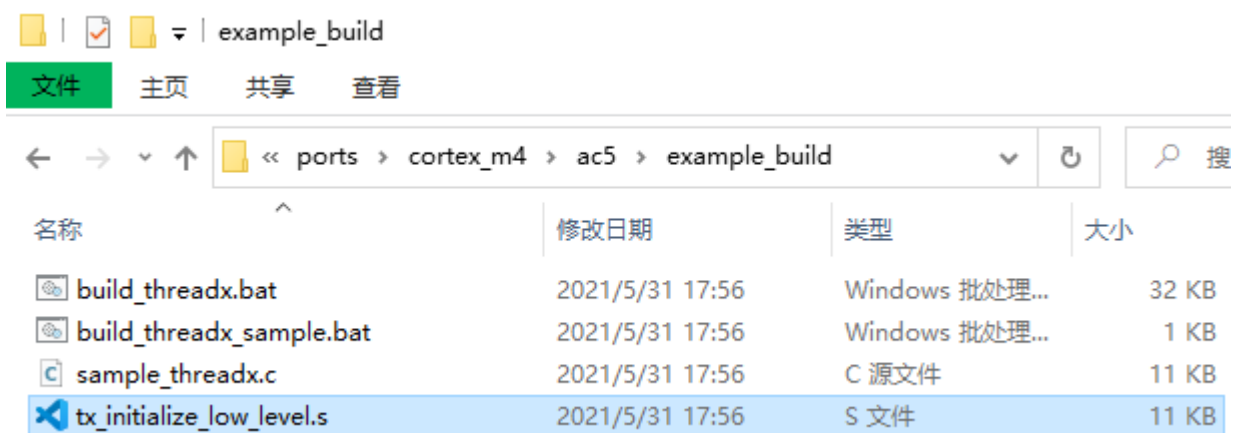 example_build
文件 主页 共享 查看
« ports › cortex_m4 › ac5 › example_build 搜
名称 修改日期 类型 大小
build_threadx.bat 2021/5/31 17:56 Windows 批处理... 32 KB
build_threadx_sample.bat 2021/5/31 17:56 Windows 批处理... 1 KB
sample_threadx.c 2021/5/31 17:56 C 源文件 11 KB
tx_initialize_low_level.s 2021/5/31 17:56 S 文件 11 KB